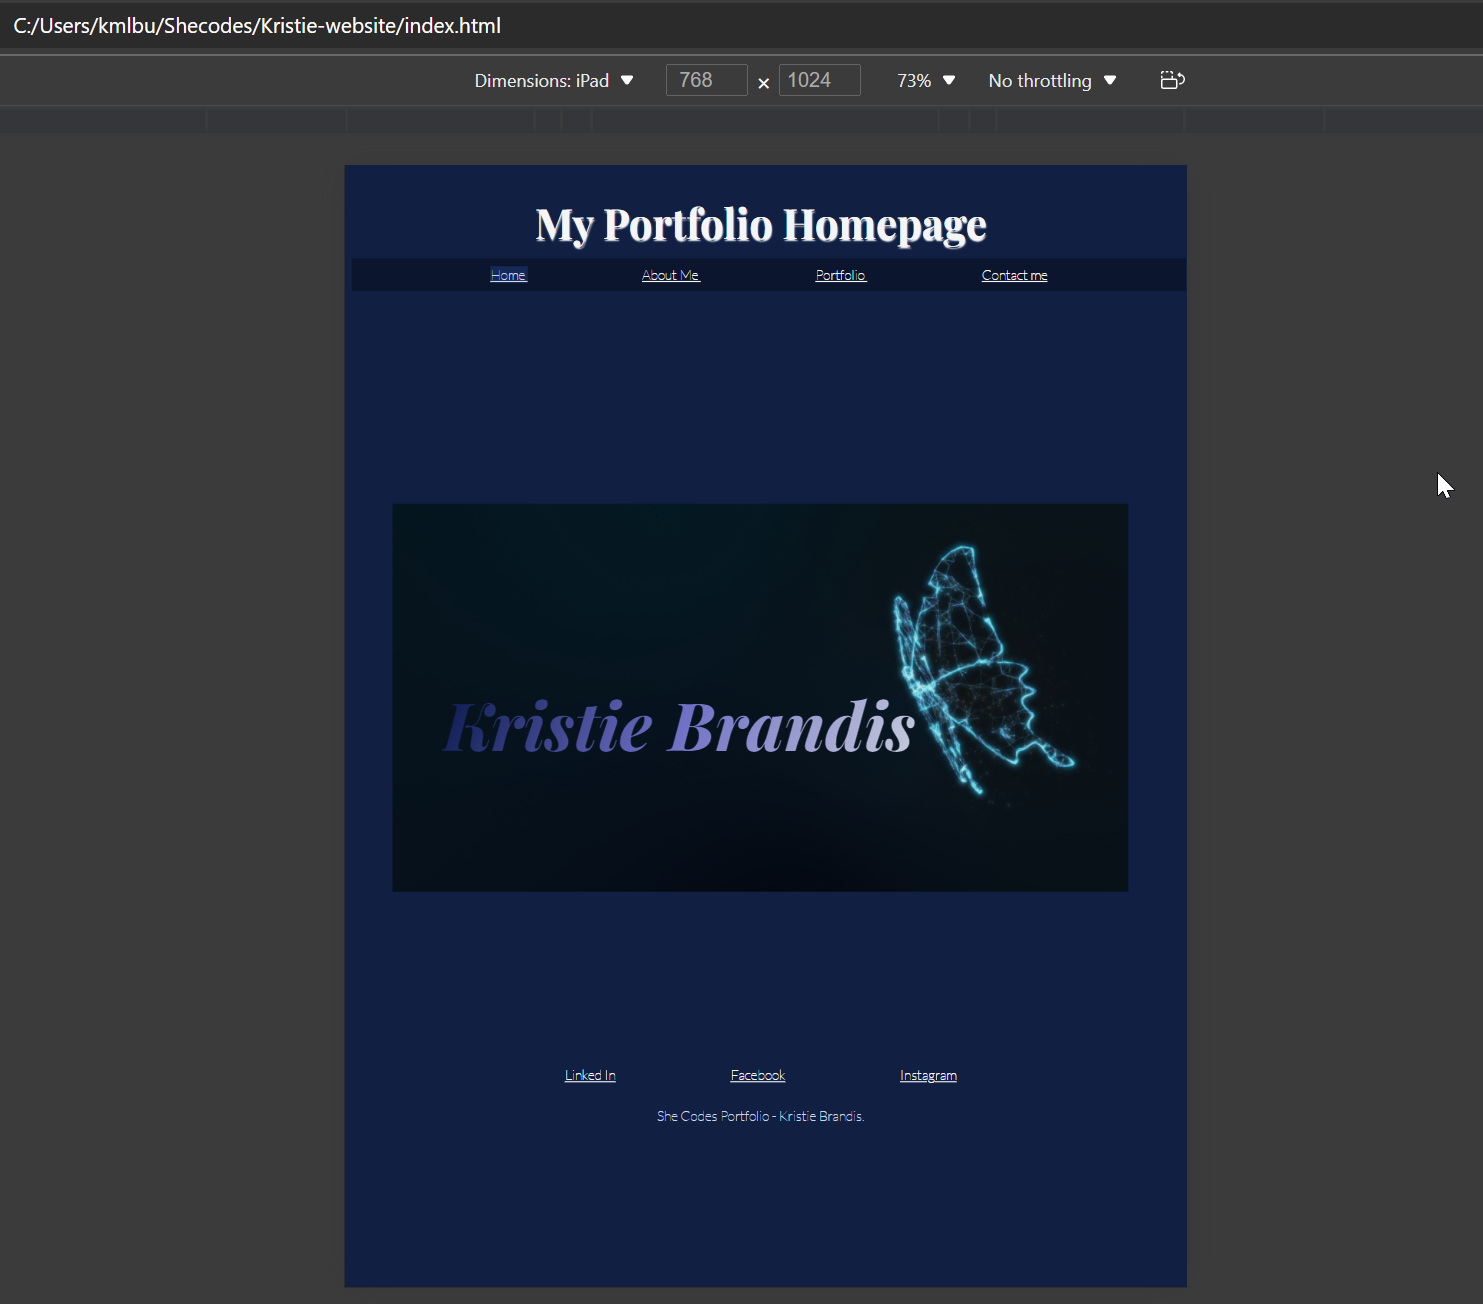 C:/Users/kmlbu/Shecodes/Kristie-website/index.html
Dimensions: iPad 768 × 1024 73% No throttling
My Portfolio Homepage
Home About Me Portfolio Contact me
Kristie Brandis
Linked In Facebook Instagram
She Codes Portfolio - Kristie Brandis.